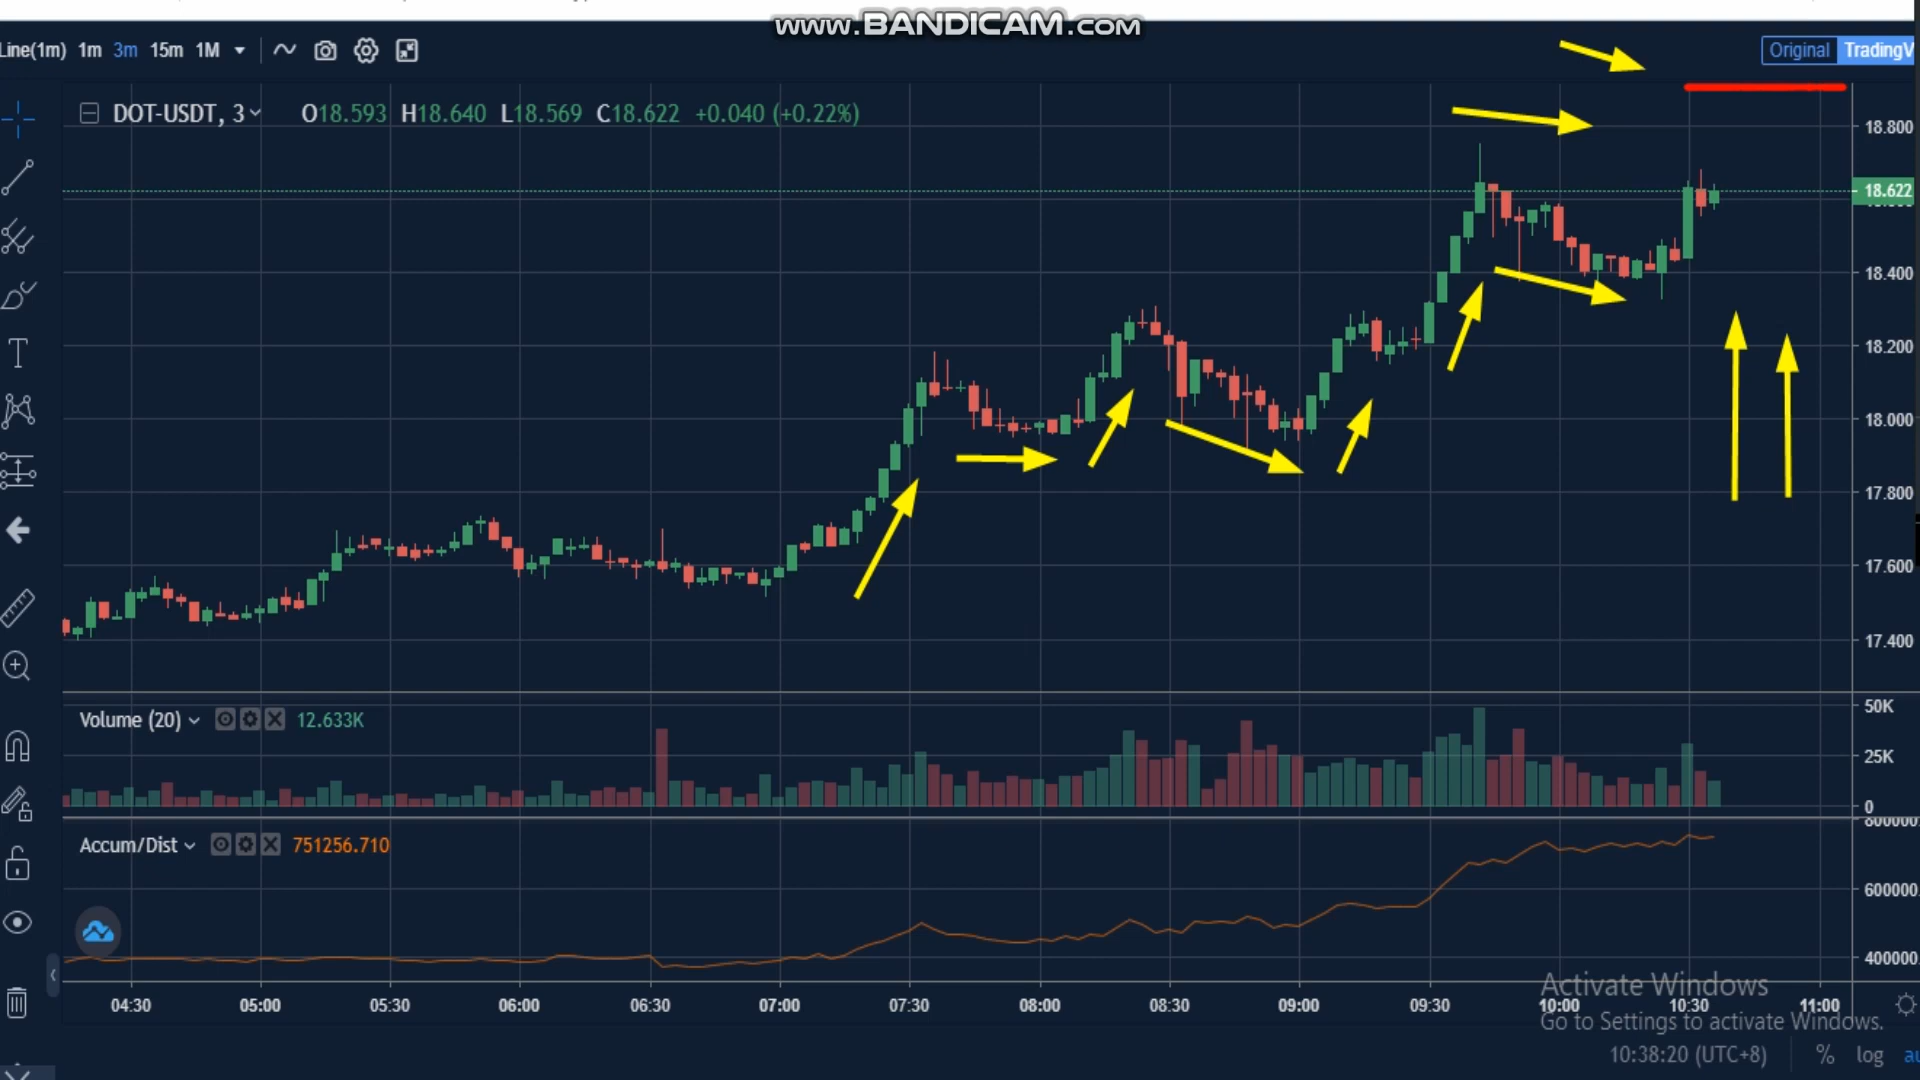 www.BANDICAM.com
Line(1m) 1m 3m 15m 1M
Original TradingV
DOT-USDT, 3 O18.593 H18.640 L18.569 C18.622 +0.040 (+0.22%)
18.800
18.622
18.400
18.200
18.000
17.800
17.600
17.400
Volume (20) 12.633K
50K
25K
0
Accum/Dist 751256.710
800000
600000
400000
04:30 05:00 05:30 06:00 06:30 07:00 07:30 08:00 08:30 09:00 09:30 10:00 10:30 11:00
Activate Windows
Go to Settings to activate Windows.
10:38:20 (UTC+8) % log au